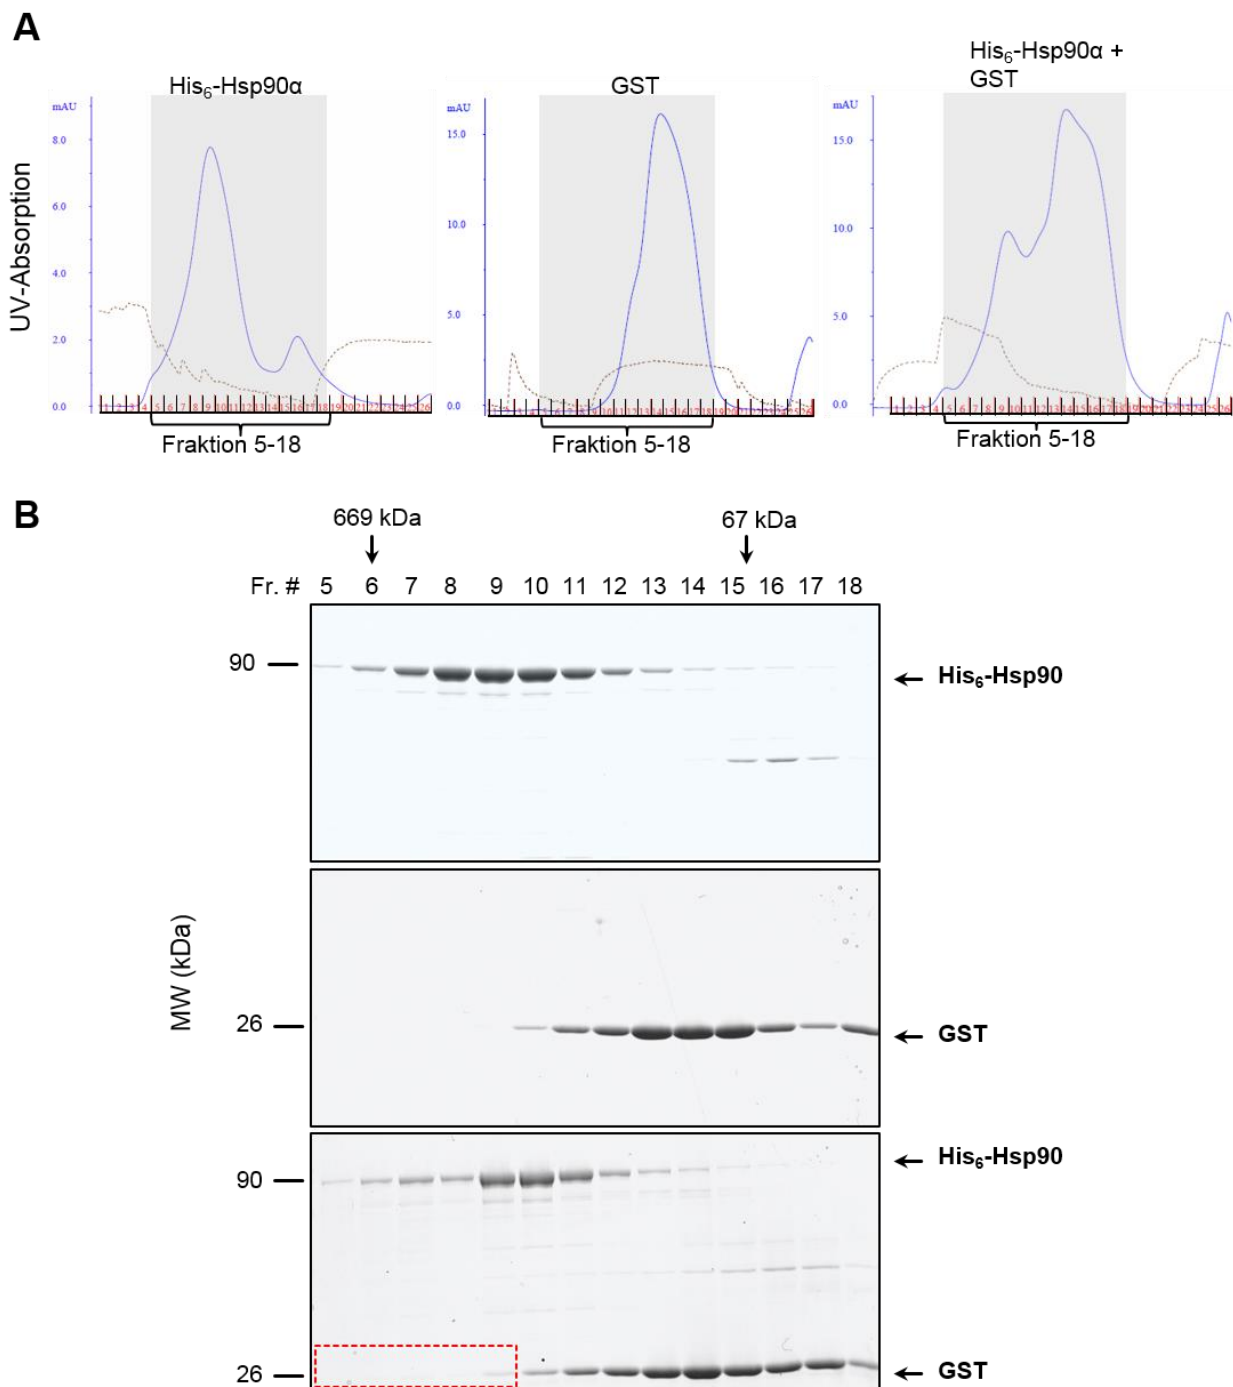 A
His₆-Hsp90α
GST
His₆-Hsp90α +
GST
mAU
8.0
6.0
4.0
2.0
0.0
mAU
15.0
10.0
5.0
0.0
mAU
15.0
10.0
5.0
0.0
UV-Absorption
Fraktion 5-18
Fraktion 5-18
Fraktion 5-18
B
669 kDa
67 kDa
Fr. # 5 6 7 8 9 10 11 12 13 14 15 16 17 18
90
His₆-Hsp90
MW (kDa)
26
GST
His₆-Hsp90
90
26
GST